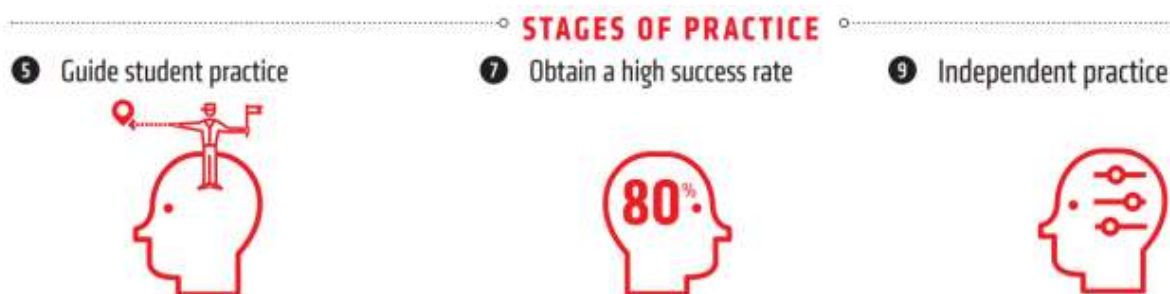 STAGES OF PRACTICE
5 Guide student practice
7 Obtain a high success rate
9 Independent practice
80%